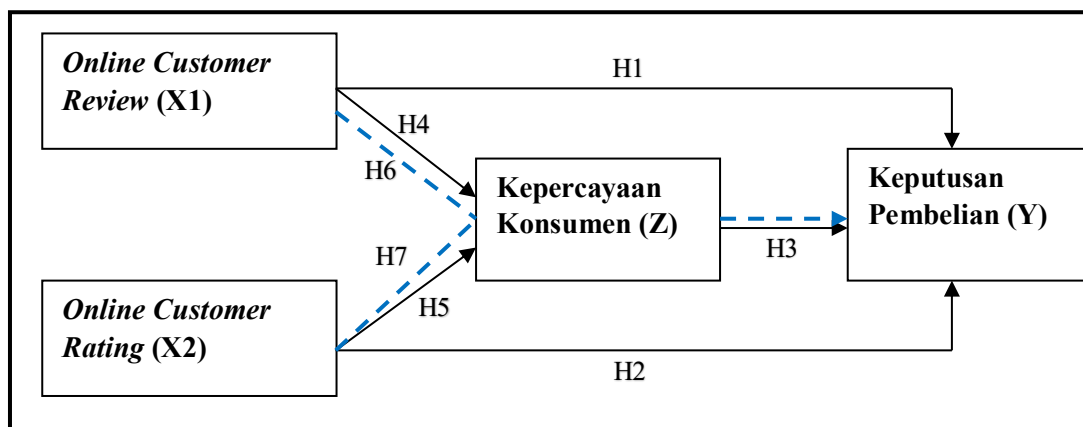 Online Customer
Review (X1)
H1
H4
H6
Kepercayaan
Konsumen (Z)
Keputusan
Pembelian (Y)
H3
H7
H5
Online Customer
Rating (X2)
H2